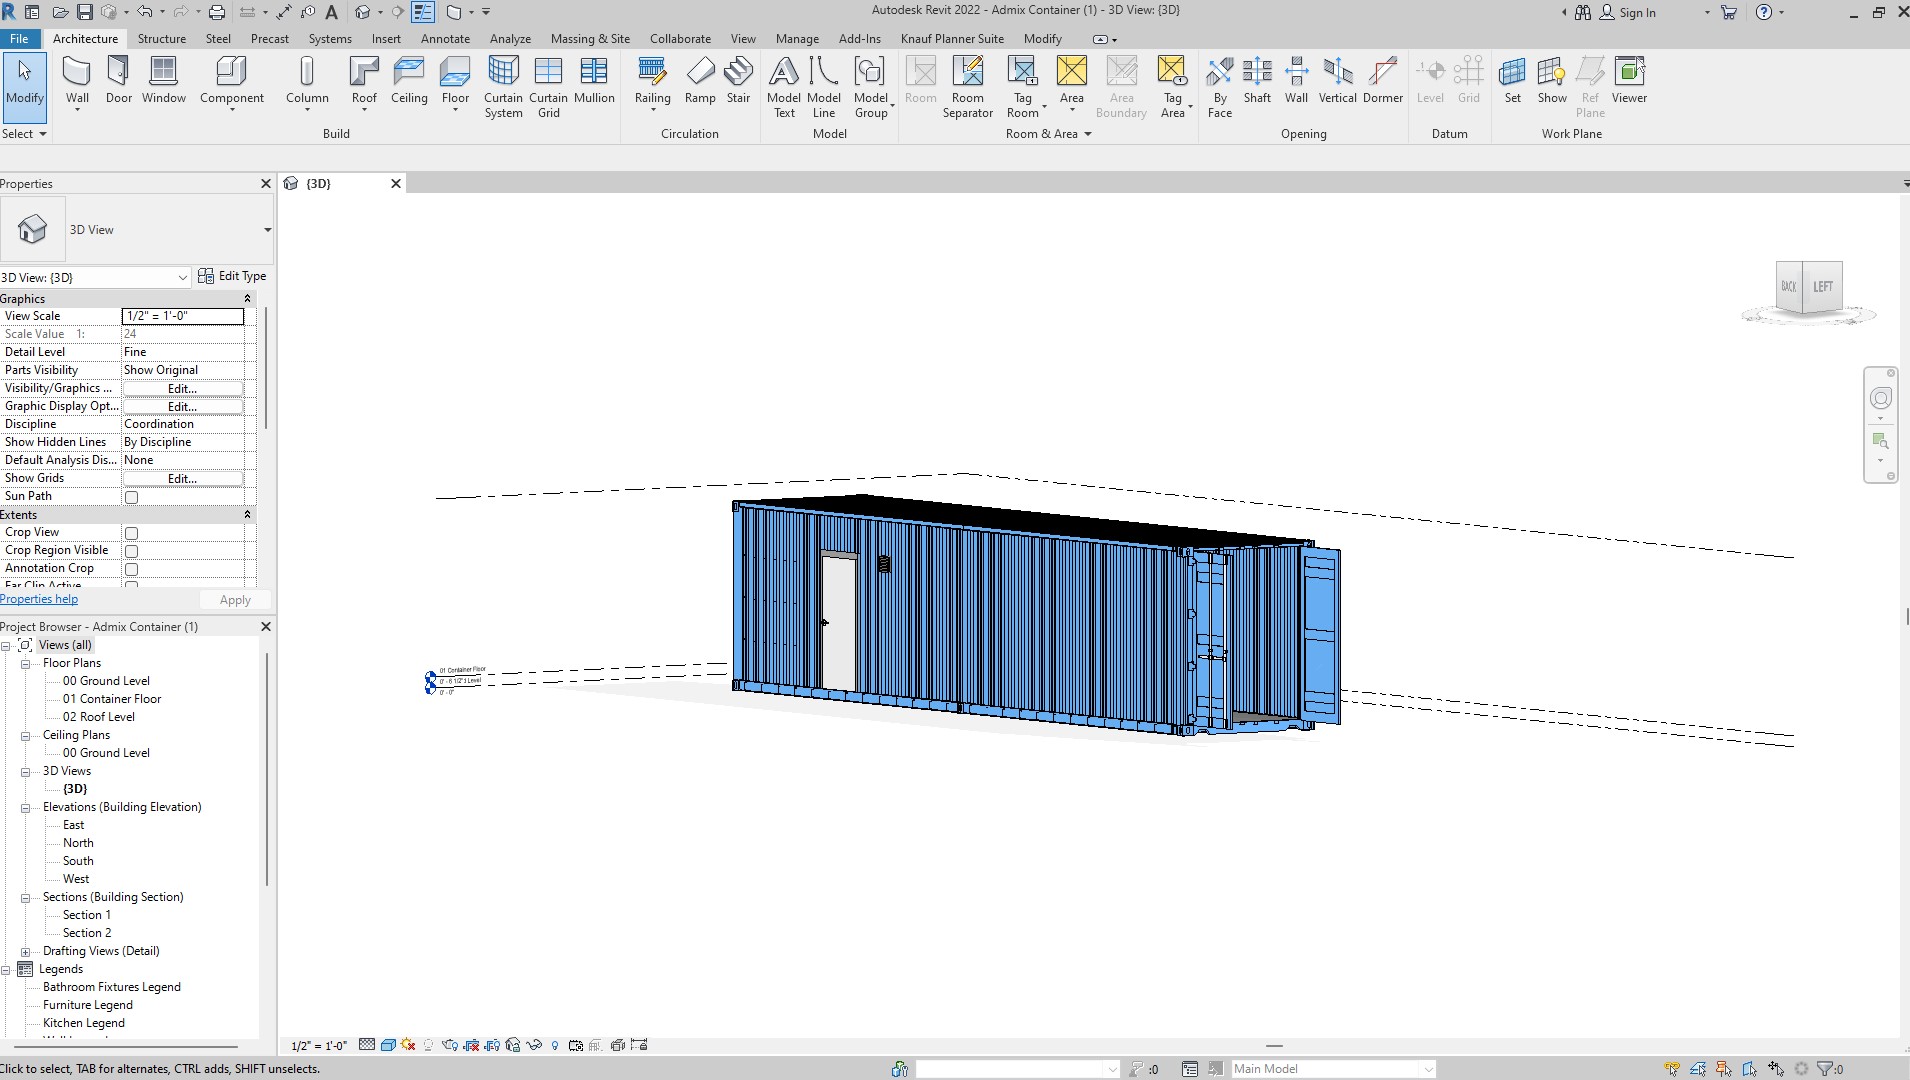 Autodesk Revit 2022 - Admix Container (1) - 3D View: {3D}
Sign In
File Architecture Structure Steel Precast Systems Insert Annotate Analyze Massing & Site Collaborate View Manage Add-Ins Knauf Planner Suite Modify
Modify Wall Door Window Component Column Roof Ceiling Floor Curtain System Curtain Grid Mullion Railing Ramp Stair Model Text Model Line Model Group Room Room Separator Tag Room Area Area Boundary Tag Area By Face Shaft Wall Vertical Dormer Level Grid Set Show Ref Plane Viewer
Select Build Circulation Model Room & Area Opening Datum Work Plane
Properties
{3D}
3D View
3D View: {3D} Edit Type
Graphics
View Scale 1/2" = 1'-0"
Scale Value 1: 24
Detail Level Fine
Parts Visibility Show Original
Visibility/Graphics ... Edit...
Graphic Display Opt... Edit...
Discipline Coordination
Show Hidden Lines By Discipline
Default Analysis Dis... None
Show Grids Edit...
Sun Path
Extents
Crop View
Crop Region Visible
Annotation Crop
Far Clip Active
Properties help Apply
Project Browser - Admix Container (1)
Views (all)
Floor Plans
00 Ground Level
01 Container Floor
02 Roof Level
Ceiling Plans
00 Ground Level
3D Views
{3D}
Elevations (Building Elevation)
East
North
South
West
Sections (Building Section)
Section 1
Section 2
Drafting Views (Detail)
Legends
Bathroom Fixtures Legend
Furniture Legend
Kitchen Legend
BACK LEFT
01 Container Floor
0' - 6 1/2"
Level
0' - 0"
1/2" = 1'-0"
Click to select, TAB for alternates, CTRL adds, SHIFT unselects.
:0
Main Model
:0